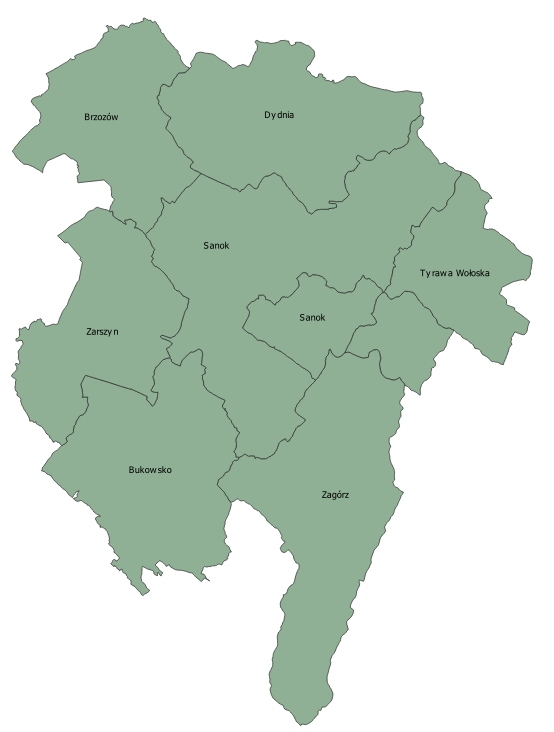 Dydnia
Brzozów
Sanok
Tyrawa Wołoska
Sanok
Zarszyn
Bukowsko
Zagórz